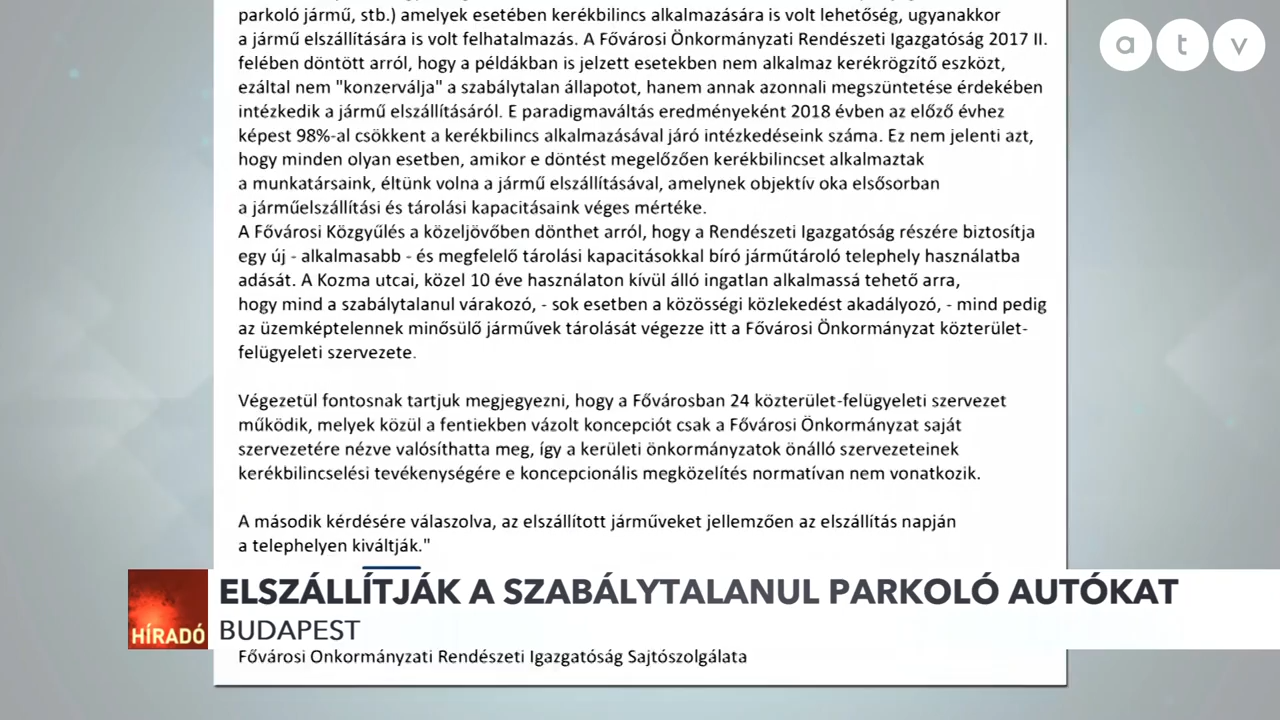 parkoló jármű, stb.) amelyek esetében kerékbilincs alkalmazására is volt lehetőség, ugyanakkor
a jármű elszállítására is volt felhatalmazás. A Fővárosi Önkormányzati Rendészeti Igazgatóság 2017 II.
felében döntött arról, hogy a példákban is jelzett esetekben nem alkalmaz kerékrögzítő eszközt,
ezáltal nem "konzerválja" a szabálytalan állapotot, hanem annak azonnali megszüntetése érdekében
intézkedik a jármű elszállításáról. E paradigmaváltás eredményeként 2018 évben az előző évhez
képest 98%-al csökkent a kerékbilincs alkalmazásával járó intézkedéseink száma. Ez nem jelenti azt,
hogy minden olyan esetben, amikor e döntést megelőzően kerékbilincset alkalmaztak
a munkatársaink, éltünk volna a jármű elszállításával, amelynek objektív oka elsősorban
a járműelszállítási és tárolási kapacitásaink véges mértéke.
A Fővárosi Közgyűlés a közeljövőben dönthet arról, hogy a Rendészeti Igazgatóság részére biztosítja
egy új - alkalmasabb - és megfelelő tárolási kapacitásokkal bíró járműtároló telephely használatba
adását. A Kozma utcai, közel 10 éve használaton kívül álló ingatlan alkalmassá tehető arra,
hogy mind a szabálytalanul várakozó, - sok esetben a közösségi közlekedést akadályozó, - mind pedig
az üzemképtelennek minősülő járművek tárolását végezze itt a Fővárosi Önkormányzat közterület-
felügyeleti szervezete.
Végezetül fontosnak tartjuk megjegyezni, hogy a Fővárosban 24 közterület-felügyeleti szervezet
működik, melyek közül a fentiekben vázolt koncepciót csak a Fővárosi Önkormányzat saját
szervezetére nézve valósíthatta meg, így a kerületi önkormányzatok önálló szervezeteinek
kerékbilincselési tevékenységére e koncepcionális megközelítés normatívan nem vonatkozik.
A második kérdésére válaszolva, az elszállított járműveket jellemzően az elszállítás napján
a telephelyen kiváltják."
ELSZÁLLÍTJÁK A SZABÁLYTALANUL PARKOLÓ AUTÓKAT
HÍRADÓ
BUDAPEST
Fővárosi Önkormányzati Rendészeti Igazgatóság Sajtószolgálata
a t v